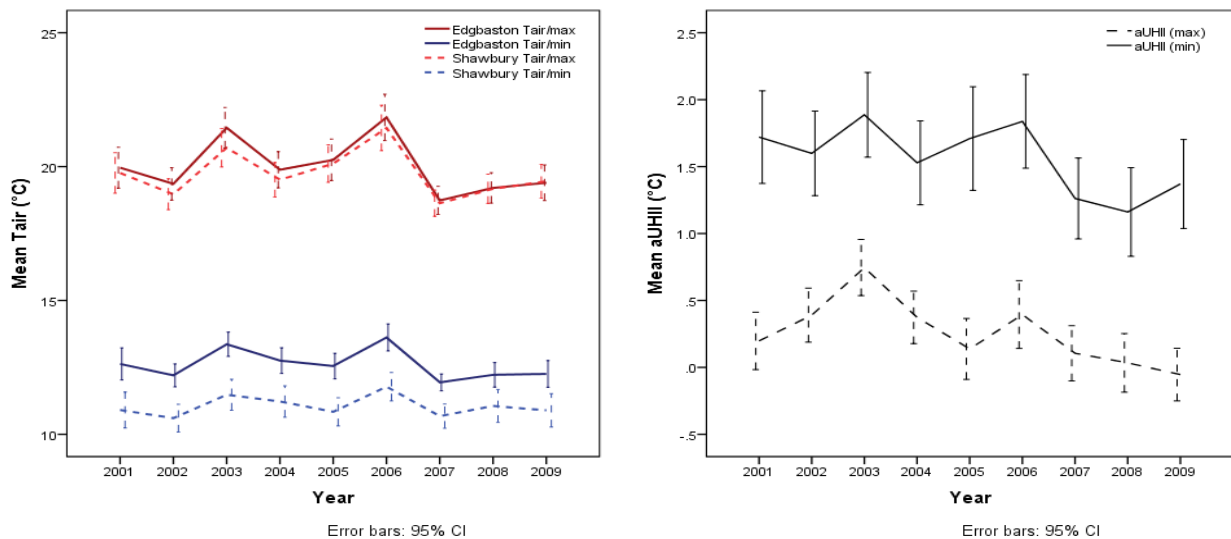 25
20
15
10
Mean Tair (°C)
Edgbaston Tair/max
Edgbaston Tair/min
Shawbury Tair/max
Shawbury Tair/min
2001 2002 2003 2004 2005 2006 2007 2008 2009
Year
Error bars: 95% CI
2.5
2.0
1.5
1.0
.5
.0
-.5
Mean aUHII (°C)
aUHII (max)
aUHII (min)
2001 2002 2003 2004 2005 2006 2007 2008 2009
Year
Error bars: 95% CI